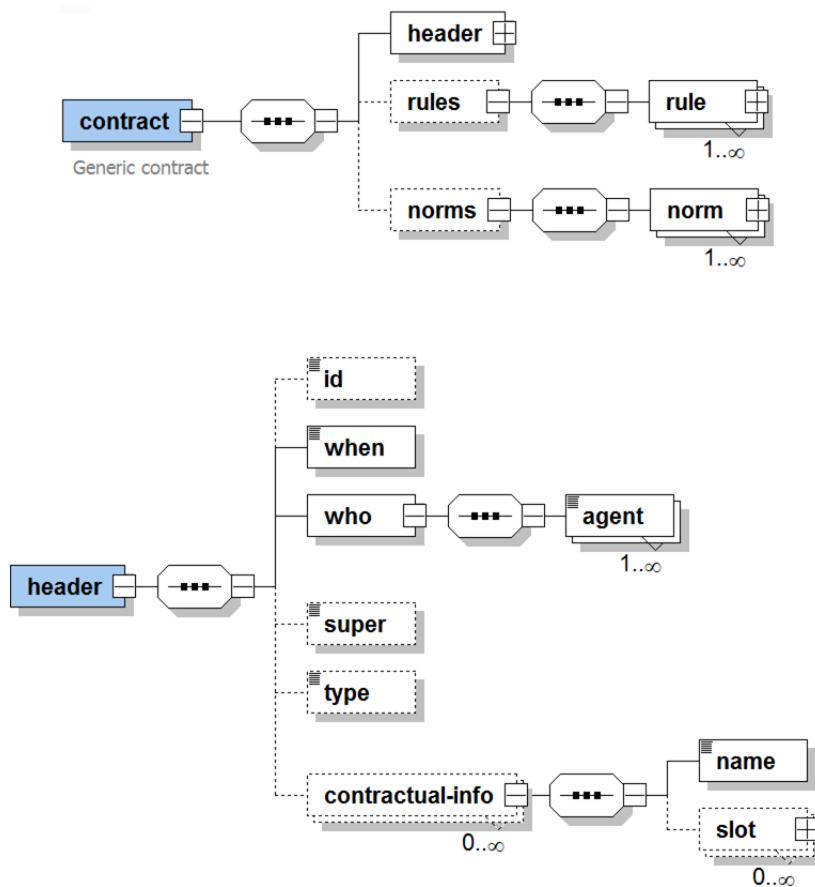 header
rules
rule
contract
1..∞
Generic contract
norms
norm
1..∞
id
when
who
agent
1..∞
header
super
type
name
contractual-info
0..∞
slot
0..∞